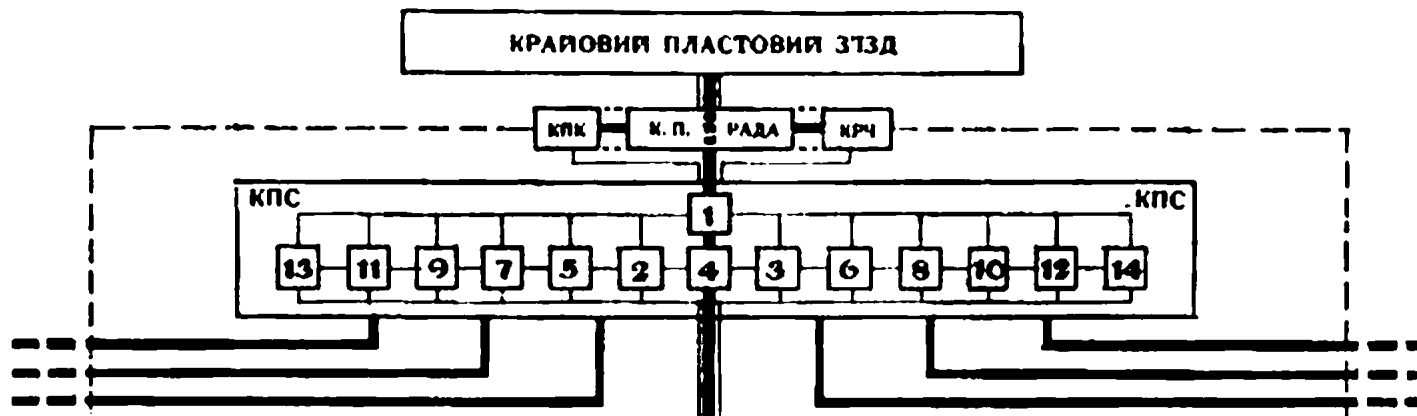 КРАЙОВИЙ ПЛАСТОВИЙ ЗЇЗД
КПК К. П. РАДА КРЧ
КПС КПС
1
13 11 9 7 5 2 4 3 6 8 10 12 14